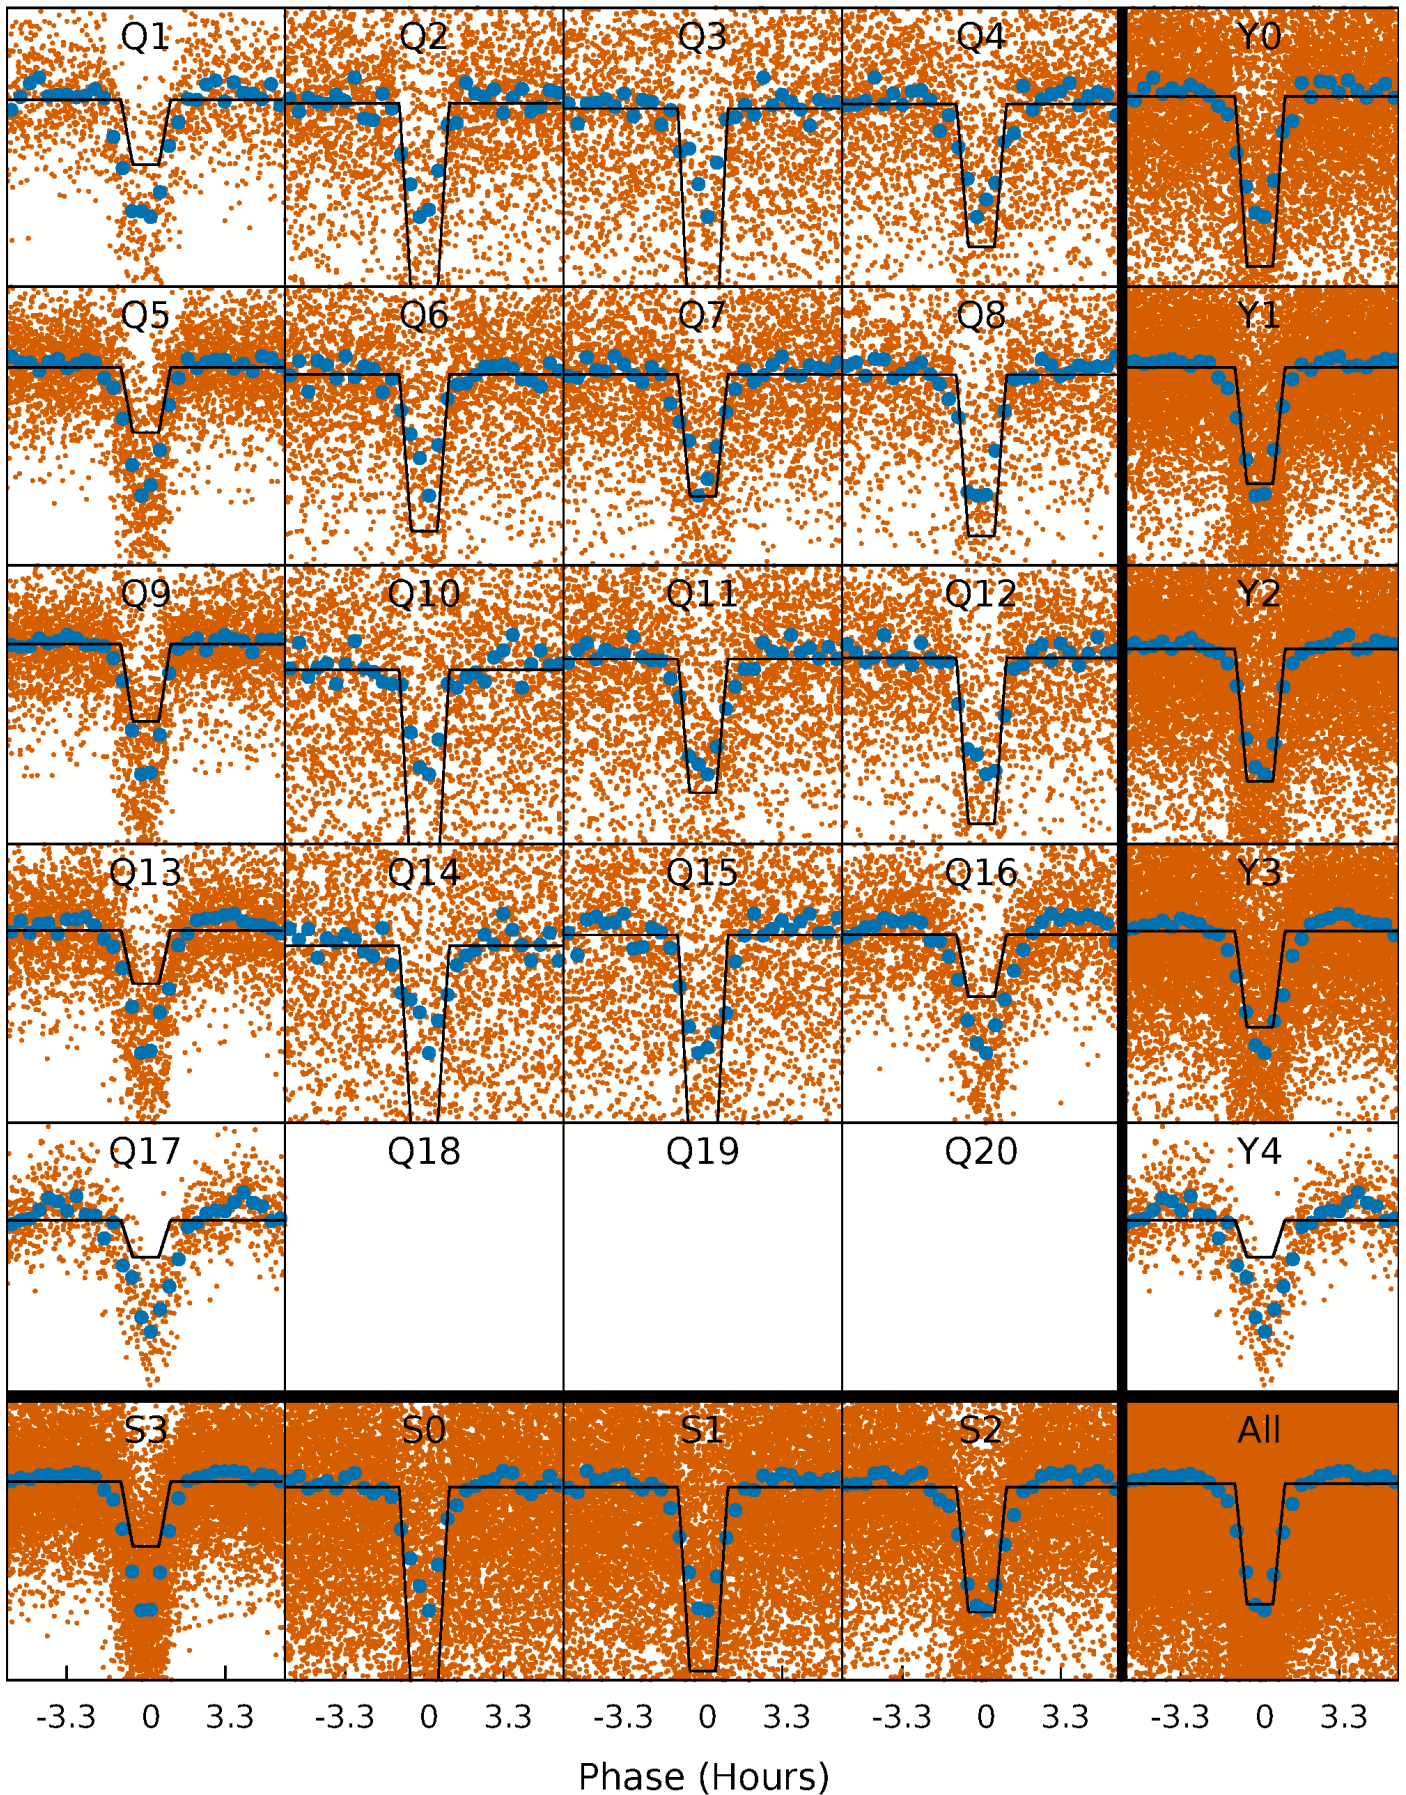 Q1 Q2 Q3 Q4 Y0
Q5 Q6 Q7 Q8 Y1
Q9 Q10 Q11 Q12 Y2
Q13 Q14 Q15 Q16 Y3
Q17 Q18 Q19 Q20 Y4
S3 S0 S1 S2 All
-3.3 0 3.3 -3.3 0 3.3 -3.3 0 3.3 -3.3 0 3.3 -3.3 0 3.3
Phase (Hours)